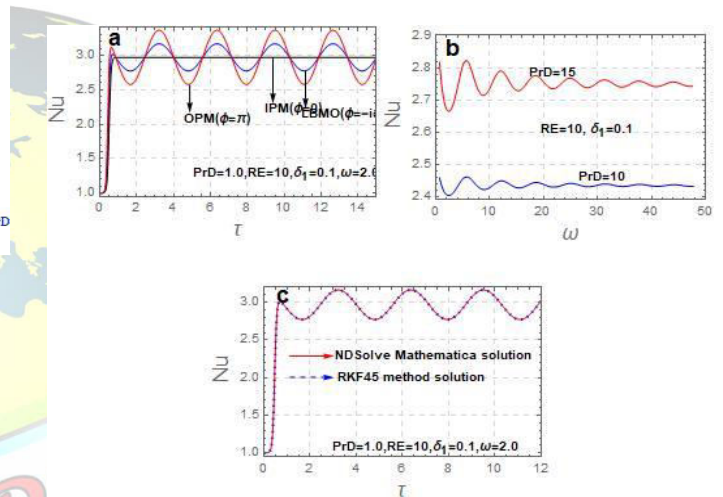 a
Nu
3.0
2.5
2.0
1.5
1.0
OPM(ϕ=π)
IPM(ϕ=0)
LBMO(ϕ=-i
PrD=1.0,RE=10,δ₁=0.1,ω=2.0
0 2 4 6 8 10 12 14
τ
b
Nu
2.9
2.8
2.7
2.6
2.5
2.4
PrD=15
RE=10, δ₁=0.1
PrD=10
0 10 20 30 40 50
ω
c
Nu
3.0
2.5
2.0
1.5
1.0
NDSolve Mathematica solution
RKF45 method solution
PrD=1.0,RE=10,δ₁=0.1,ω=2.0
0 2 4 6 8 10 12
τ